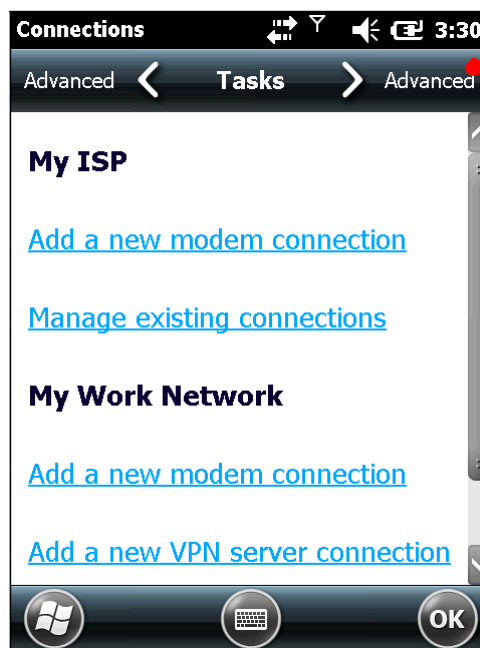 Connections 3:30
Advanced Tasks Advanced
My ISP
Add a new modem connection
Manage existing connections
My Work Network
Add a new modem connection
Add a new VPN server connection
OK